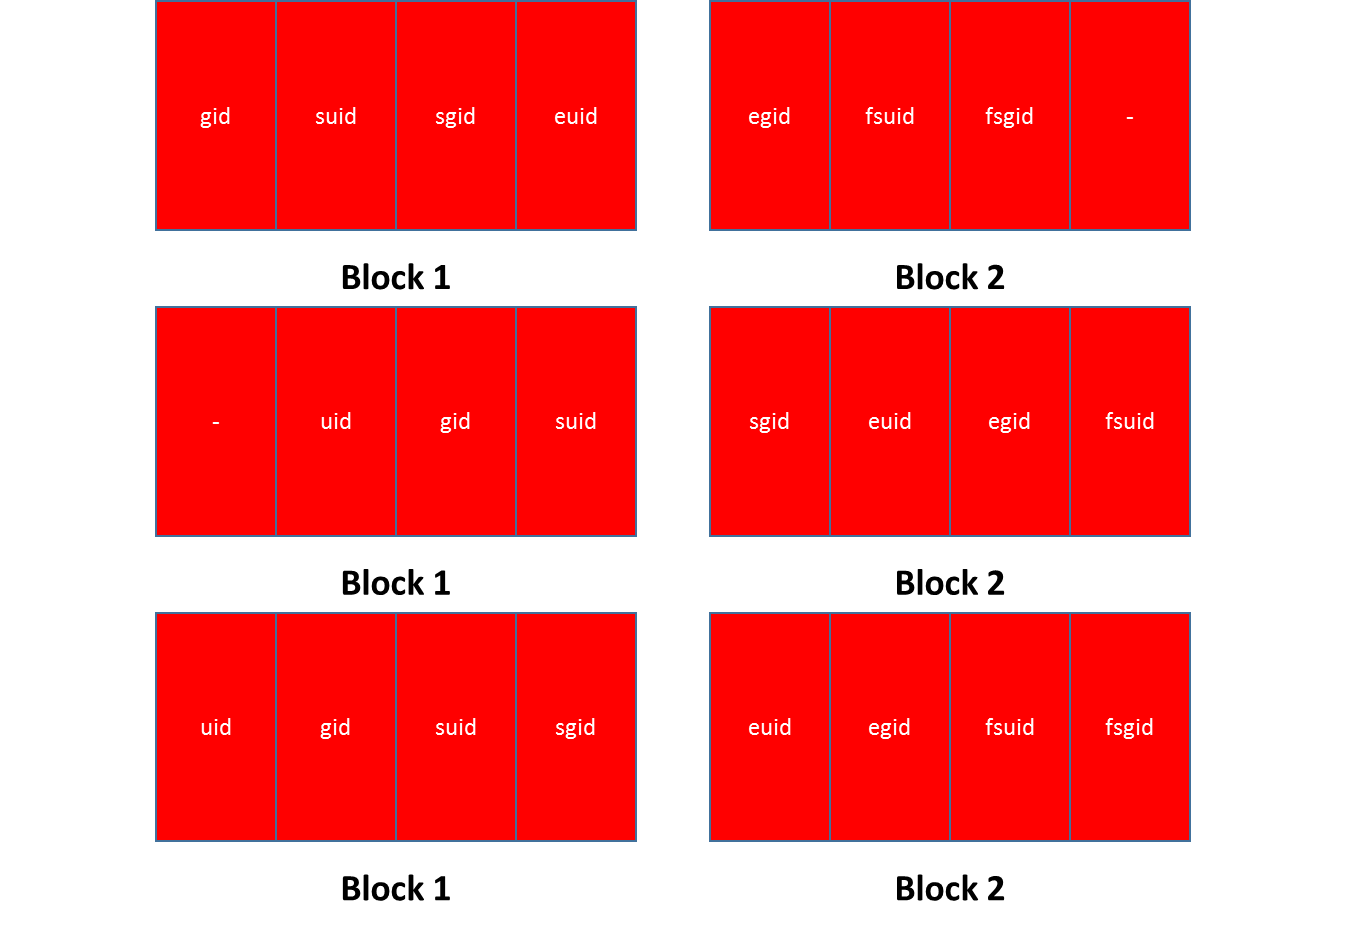 gid suid sgid euid egid fsuid fsgid -
Block 1 Block 2
- uid gid suid sgid euid egid fsuid
Block 1 Block 2
uid gid suid sgid euid egid fsuid fsgid
Block 1 Block 2